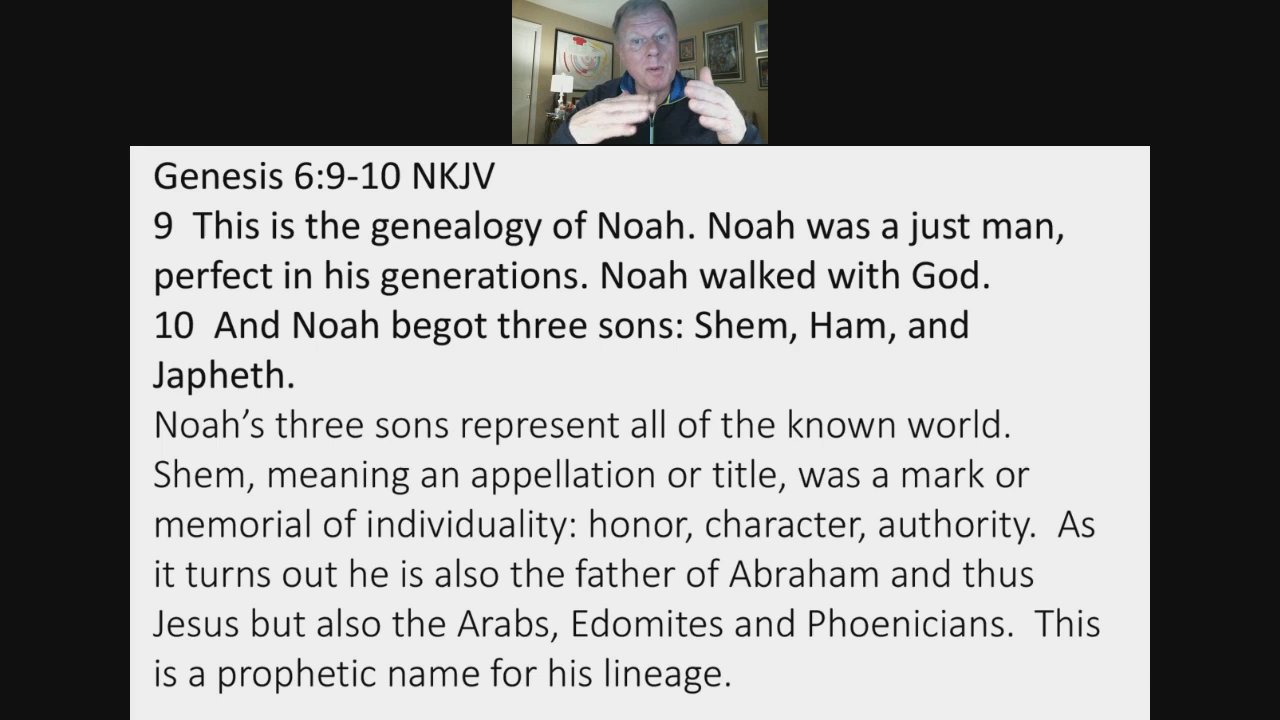 Genesis 6:9-10 NKJV
9  This is the genealogy of Noah. Noah was a just man,
perfect in his generations. Noah walked with God.
10  And Noah begot three sons: Shem, Ham, and
Japheth.
Noah’s three sons represent all of the known world.
Shem, meaning an appellation or title, was a mark or
memorial of individuality: honor, character, authority.  As
it turns out he is also the father of Abraham and thus
Jesus but also the Arabs, Edomites and Phoenicians.  This
is a prophetic name for his lineage.